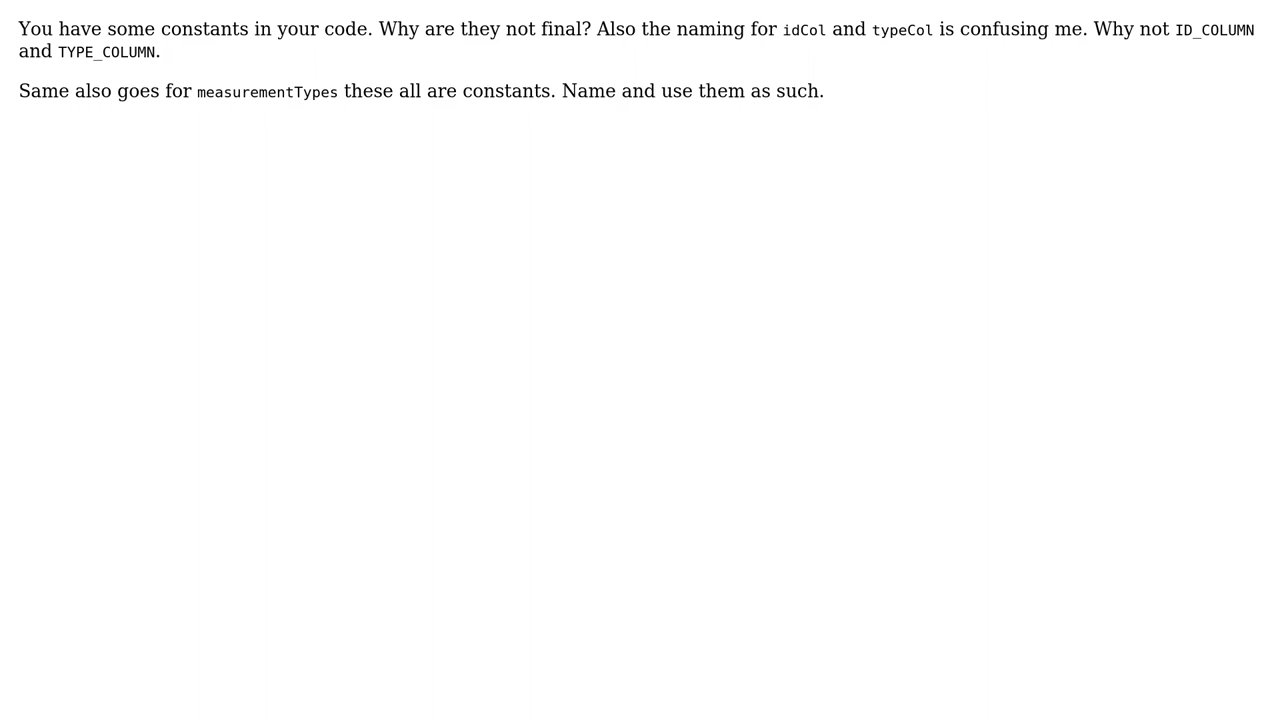 You have some constants in your code. Why are they not final? Also the naming for idCol and typeCol is confusing me. Why not ID_COLUMN
and TYPE_COLUMN.
Same also goes for measurementTypes these all are constants. Name and use them as such.